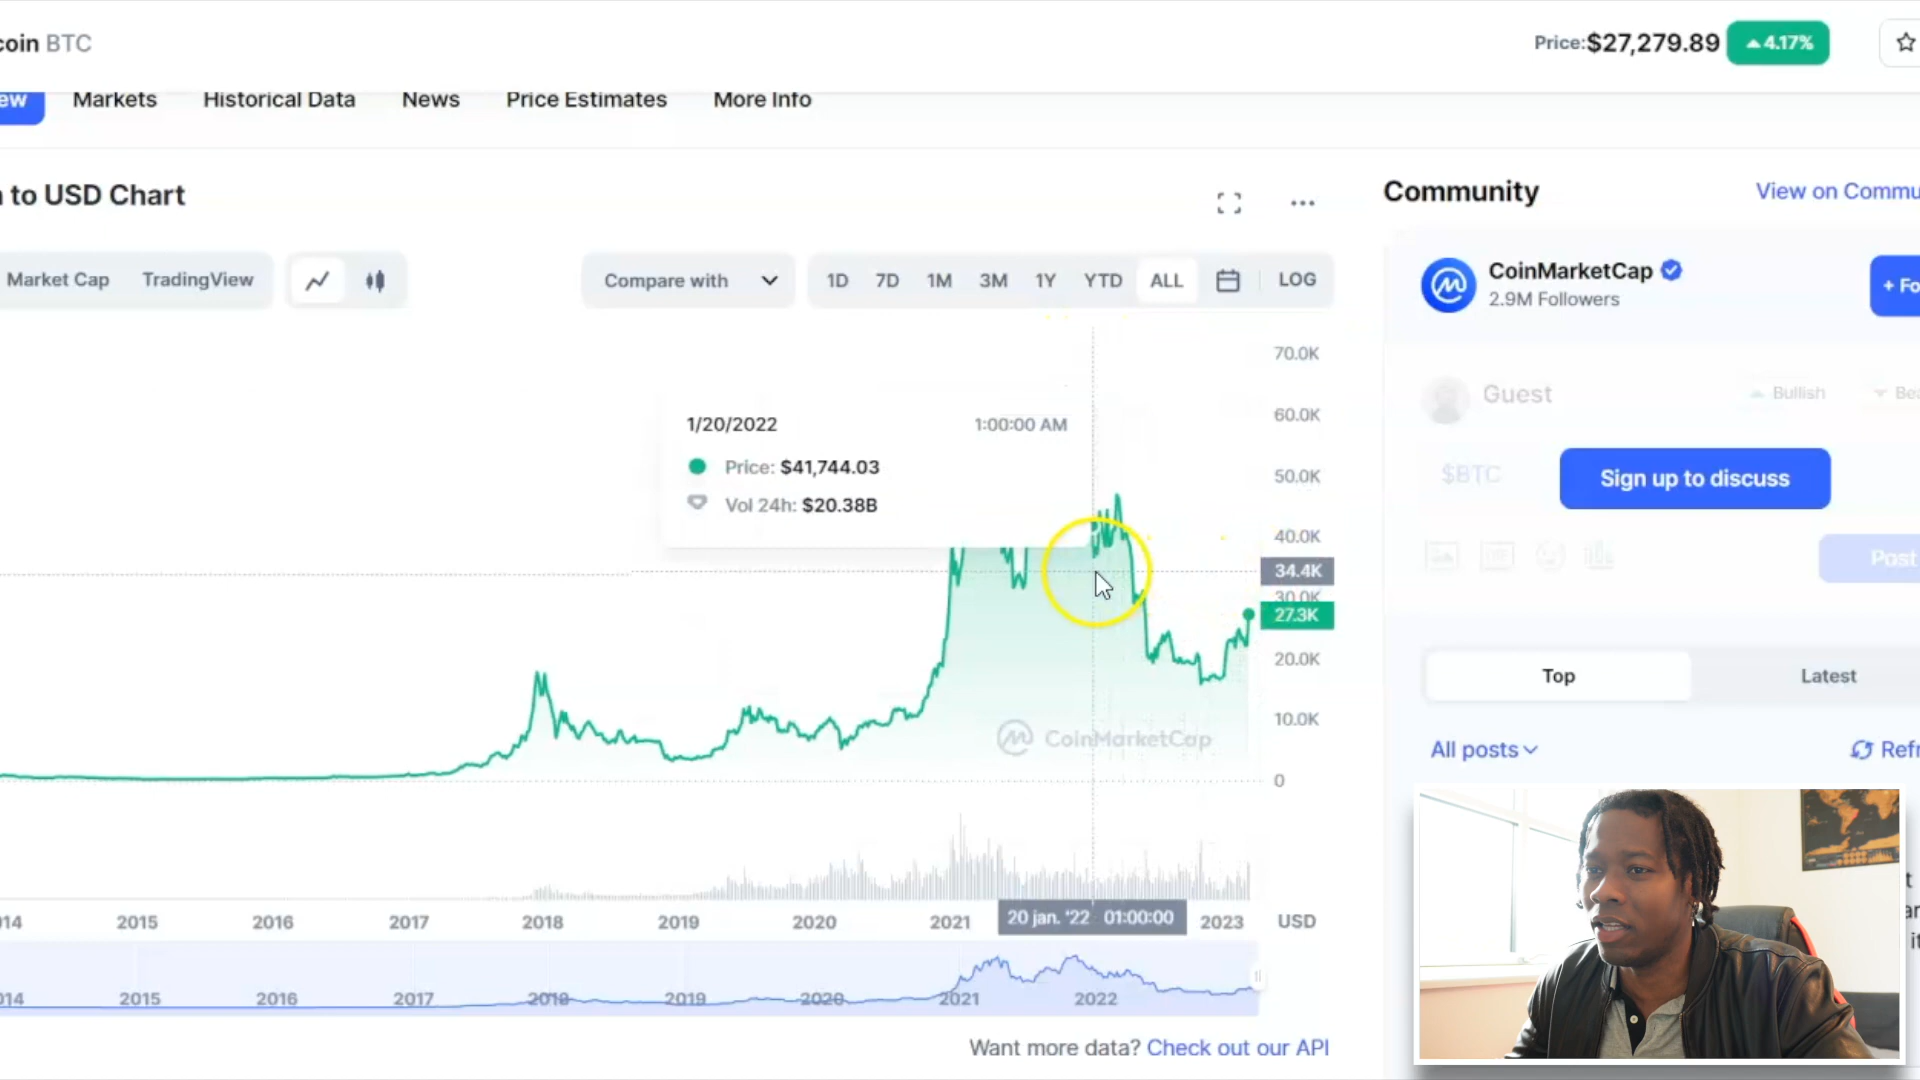 coin BTC
Price:$27,279.89 4.17%
ew Markets Historical Data News Price Estimates More Info
to USD Chart
Community View on Commu
Market Cap TradingView
Compare with 1D 7D 1M 3M 1Y YTD ALL LOG
CoinMarketCap
2.9M Followers
+ Fo
70.0K
60.0K
50.0K
40.0K
34.4K
30.0K
27.3K
20.0K
10.0K
0
1/20/2022 1:00:00 AM
Price: $41,744.03
Vol 24h: $20.38B
CoinMarketCap
Guest Bullish Bea
$BTC
Sign up to discuss
GIF
Post
Top Latest
All posts Refr
14 2015 2016 2017 2018 2019 2020 2021 20 jan. '22 01:00:00 2023 USD
14 2015 2016 2017 2018 2019 2020 2021 2022
Want more data? Check out our API